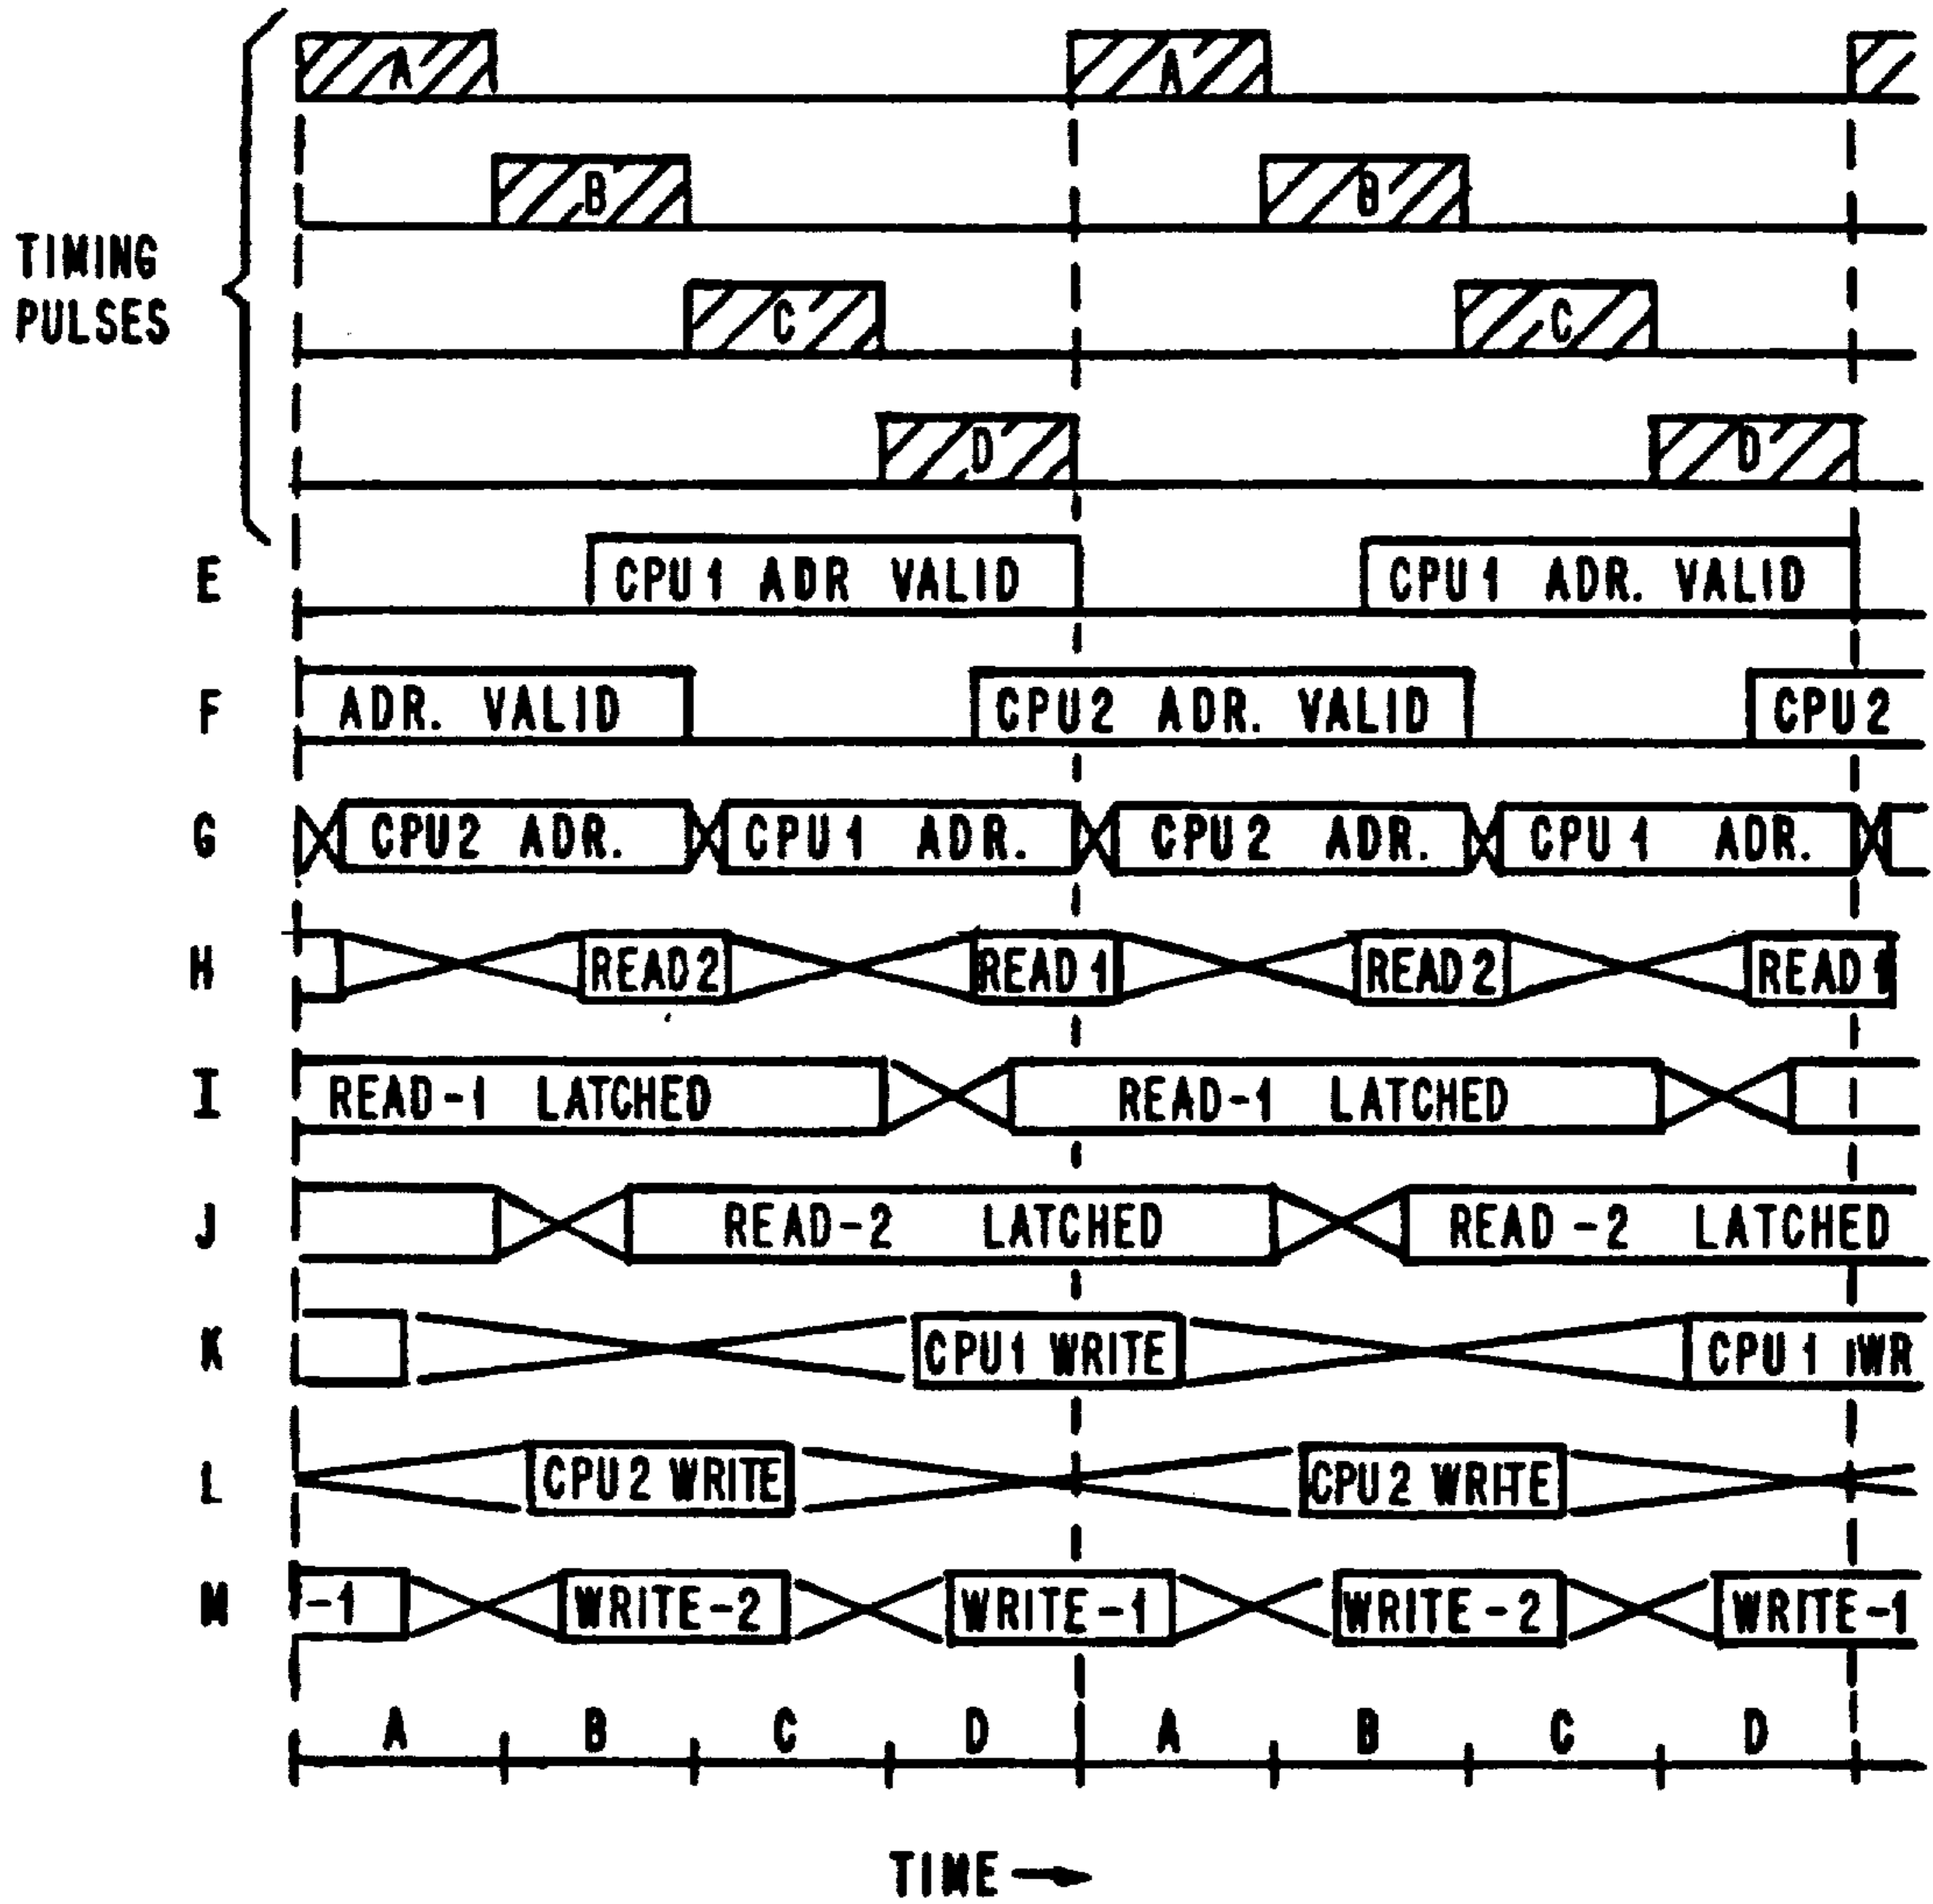 A A
B B
TIMING
PULSES
C C
D D
E CPU1 ADR VALID CPU1 ADR. VALID
F ADR. VALID CPU2 ADR. VALID CPU2
G CPU2 ADR. CPU1 ADR. CPU2 ADR. CPU1 ADR.
H READ2 READ1 READ2 READ1
I READ-1 LATCHED READ-1 LATCHED
J READ-2 LATCHED READ-2 LATCHED
K CPU1 WRITE CPU1 WR
L CPU2 WRITE CPU2 WRITE
M -1 WRITE-2 WRITE-1 WRITE-2 WRITE-1
A B C D A B C D
TIME